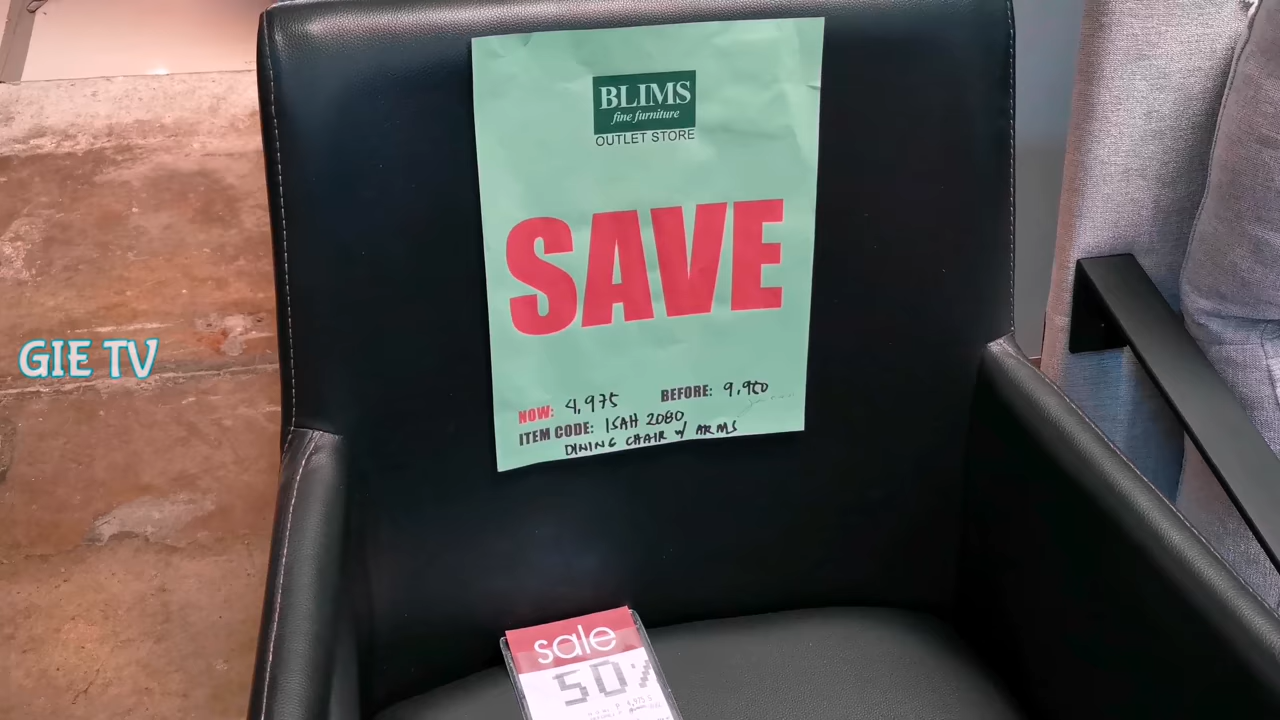 BLIMS
fine furniture
OUTLET STORE
SAVE
NOW: 4,975 BEFORE: 9,950
ITEM CODE: ISAH 2080
DINING CHAIR w/ ARMS
GIE TV
sale
50%